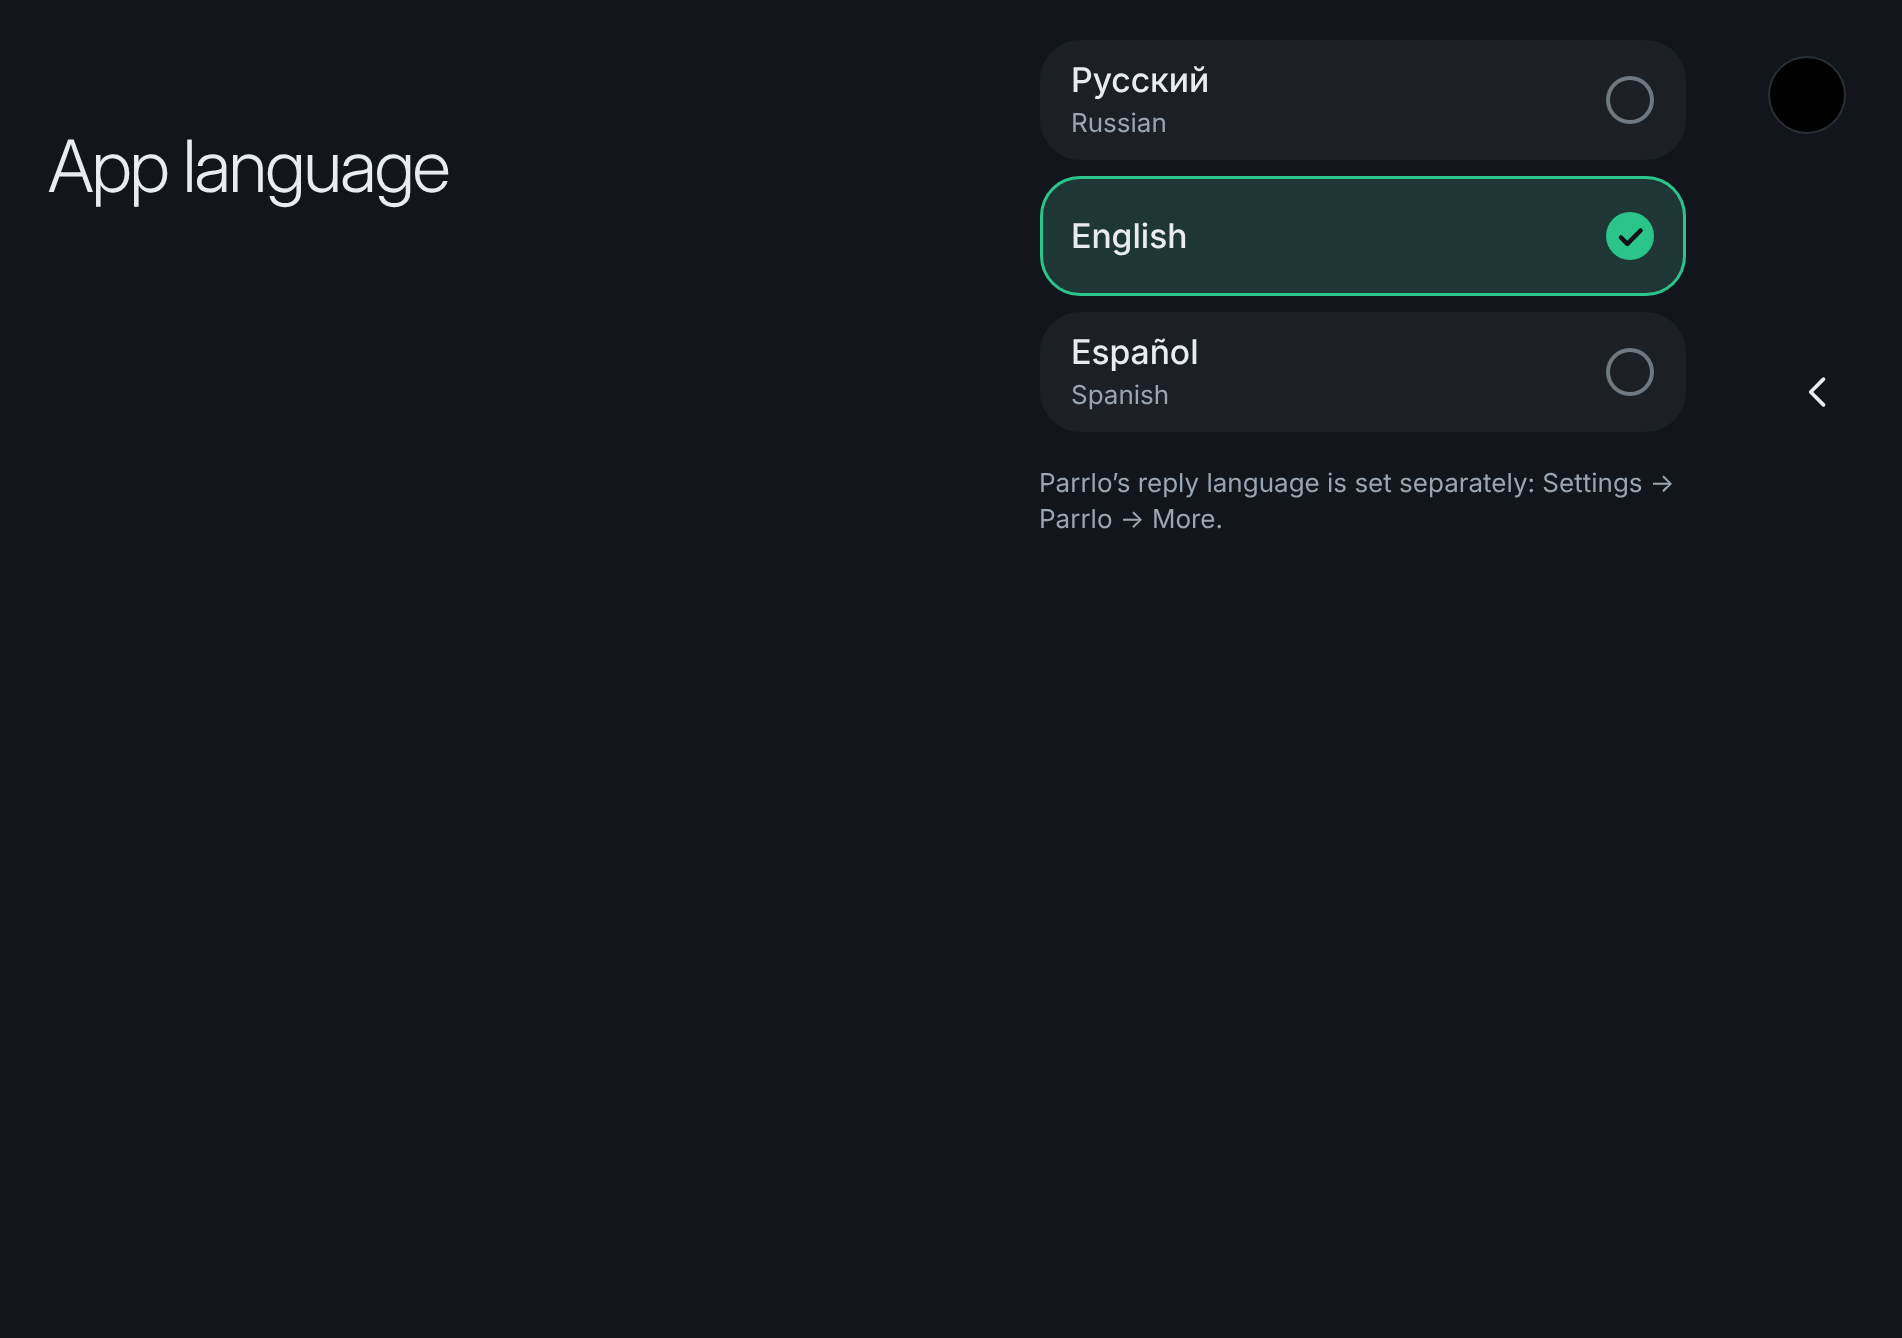 App language
Русский
Russian
English
Español
Spanish
Parrlo’s reply language is set separately: Settings →
Parrlo → More.